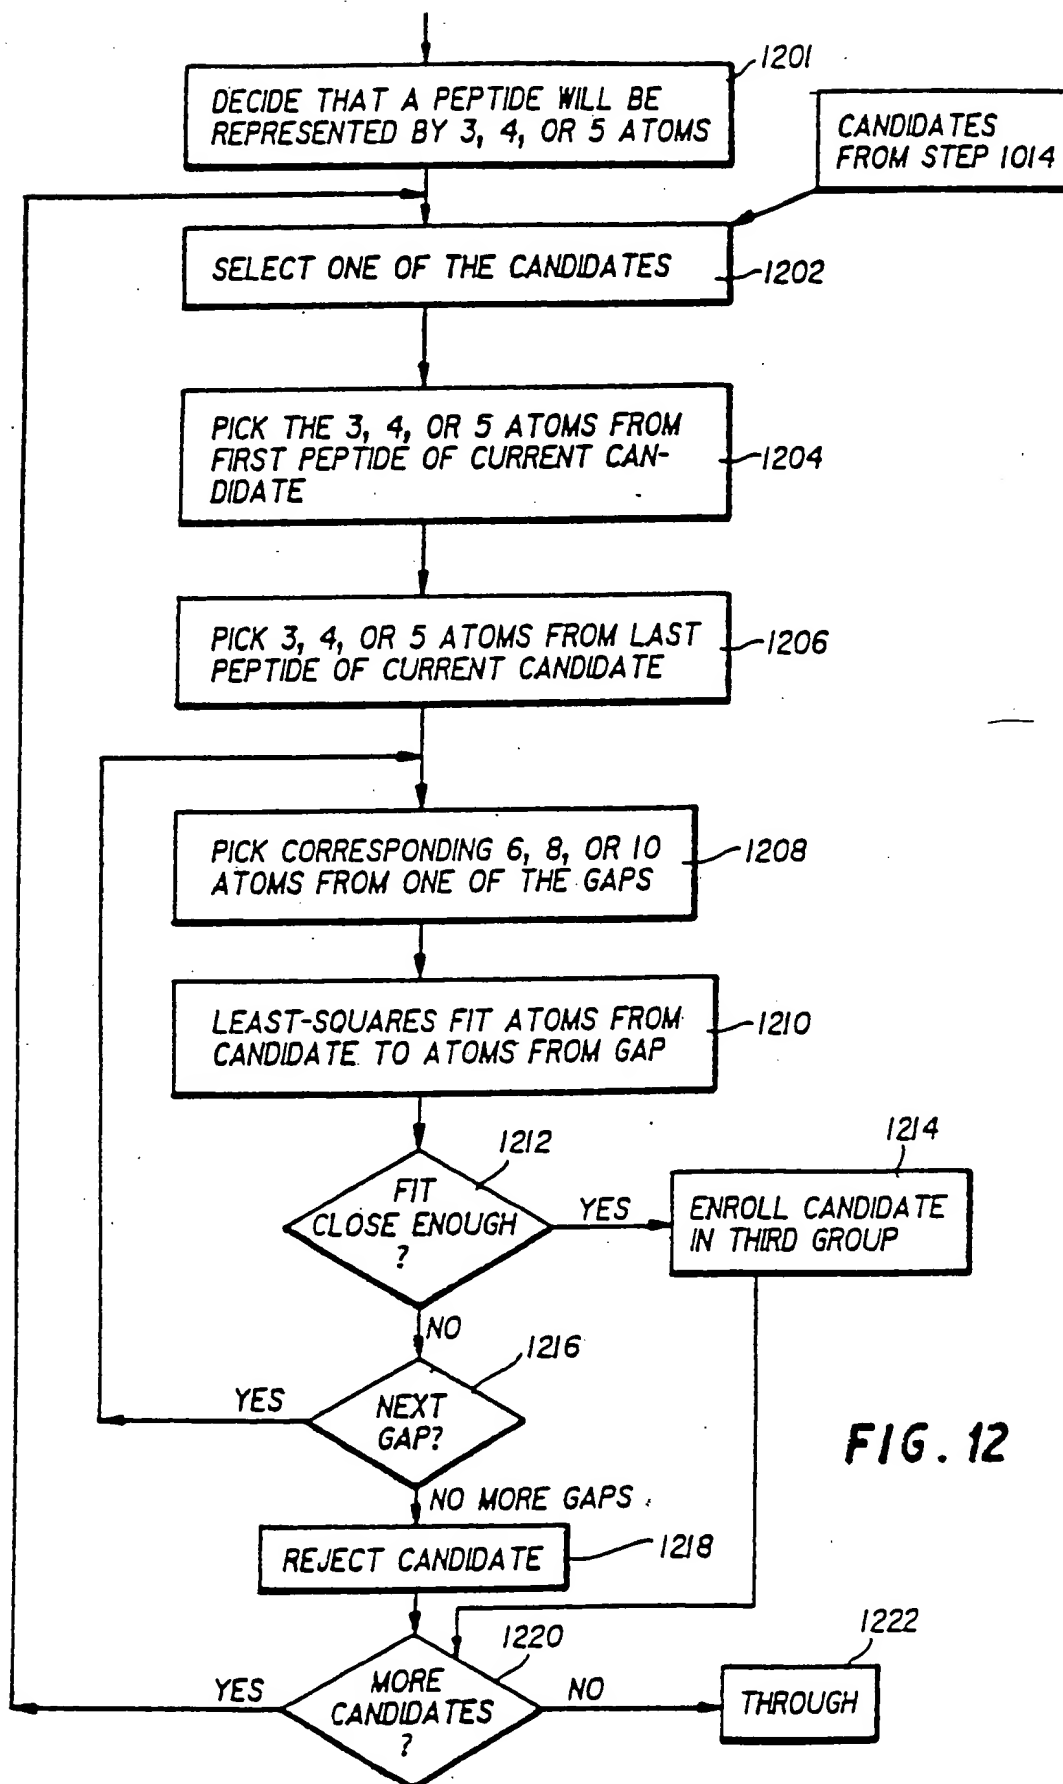 1201
DECIDE THAT A PEPTIDE WILL BE
REPRESENTED BY 3, 4, OR 5 ATOMS
CANDIDATES
FROM STEP 1014
SELECT ONE OF THE CANDIDATES
1202
PICK THE 3, 4, OR 5 ATOMS FROM
FIRST PEPTIDE OF CURRENT CAN-
DIDATE
1204
PICK 3, 4, OR 5 ATOMS FROM LAST
PEPTIDE OF CURRENT CANDIDATE
1206
PICK CORRESPONDING 6, 8, OR 10
ATOMS FROM ONE OF THE GAPS
1208
LEAST-SQUARES FIT ATOMS FROM
CANDIDATE TO ATOMS FROM GAP
1210
1212
FIT
CLOSE ENOUGH
?
YES
1214
ENROLL CANDIDATE
IN THIRD GROUP
NO
1216
NEXT
GAP?
YES
FIG. 12
NO MORE GAPS
REJECT CANDIDATE
1218
1220
MORE
CANDIDATES
?
YES
NO
1222
THROUGH